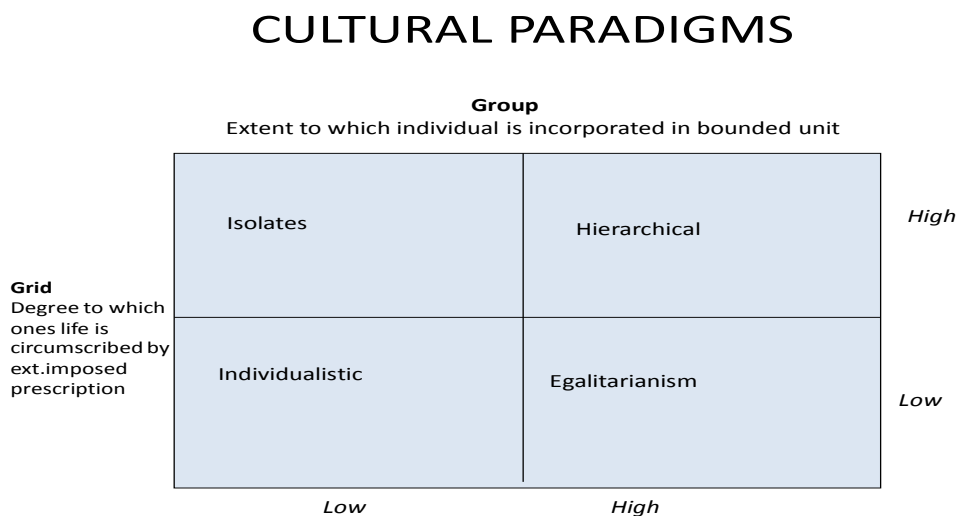 CULTURAL PARADIGMS
Group
Extent to which individual is incorporated in bounded unit
Isolates
Hierarchical
High
Grid
Degree to which
ones life is
circumscribed by
ext.imposed
prescription
Individualistic
Egalitarianism
Low
Low
High